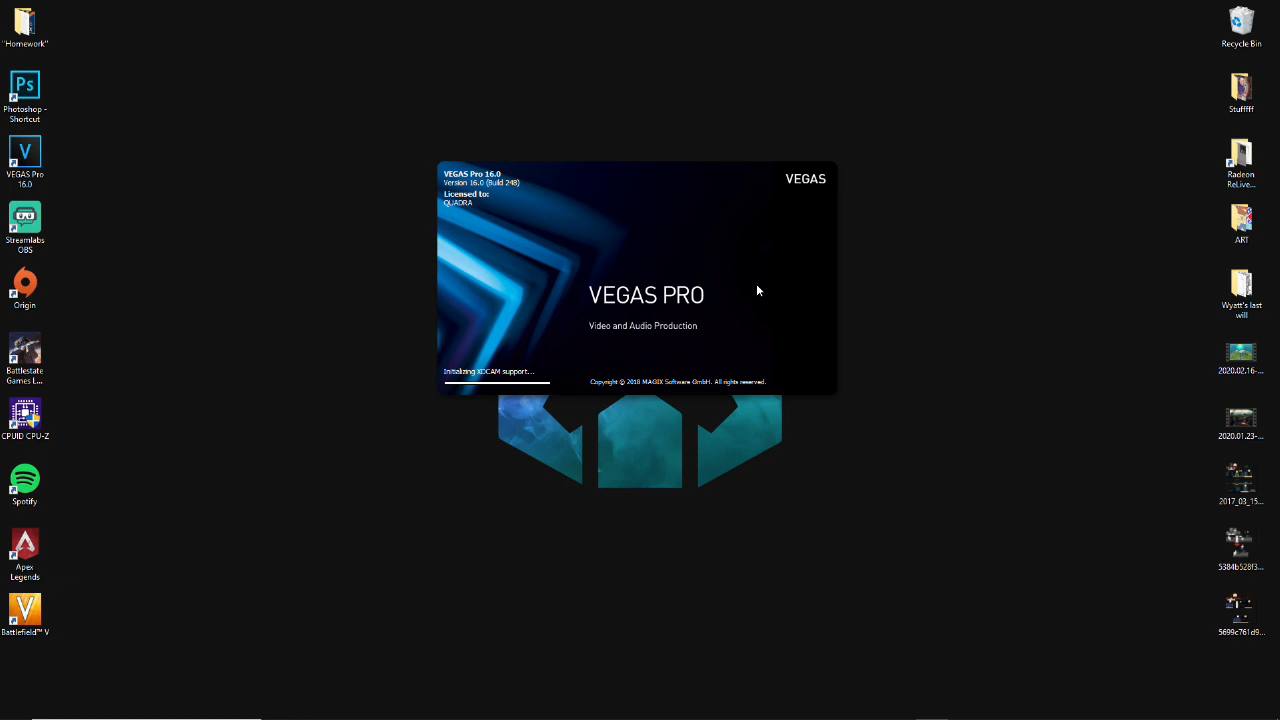 "Homework"
Photoshop -
Shortcut
VEGAS Pro
16.0
Streamlabs
OBS
Origin
Battlestate
Games L...
CPUID CPU-Z
Spotify
Apex
Legends
Battlefield™ V
VEGAS Pro 16.0
Version 16.0 (Build 248)
Licensed to:
QUADRA
VEGAS
VEGAS PRO
Video and Audio Production
Initializing XDCAM support...
Copyright © 2018 MAGIX Software GmbH. All rights reserved.
Recycle Bin
Stufffff
Radeon
ReLive...
ART
Wyatt's last
will
2020.02.16-...
2020.01.23-...
2017_03_15...
5384b528f3...
5699c761d9...
Ps
V
V